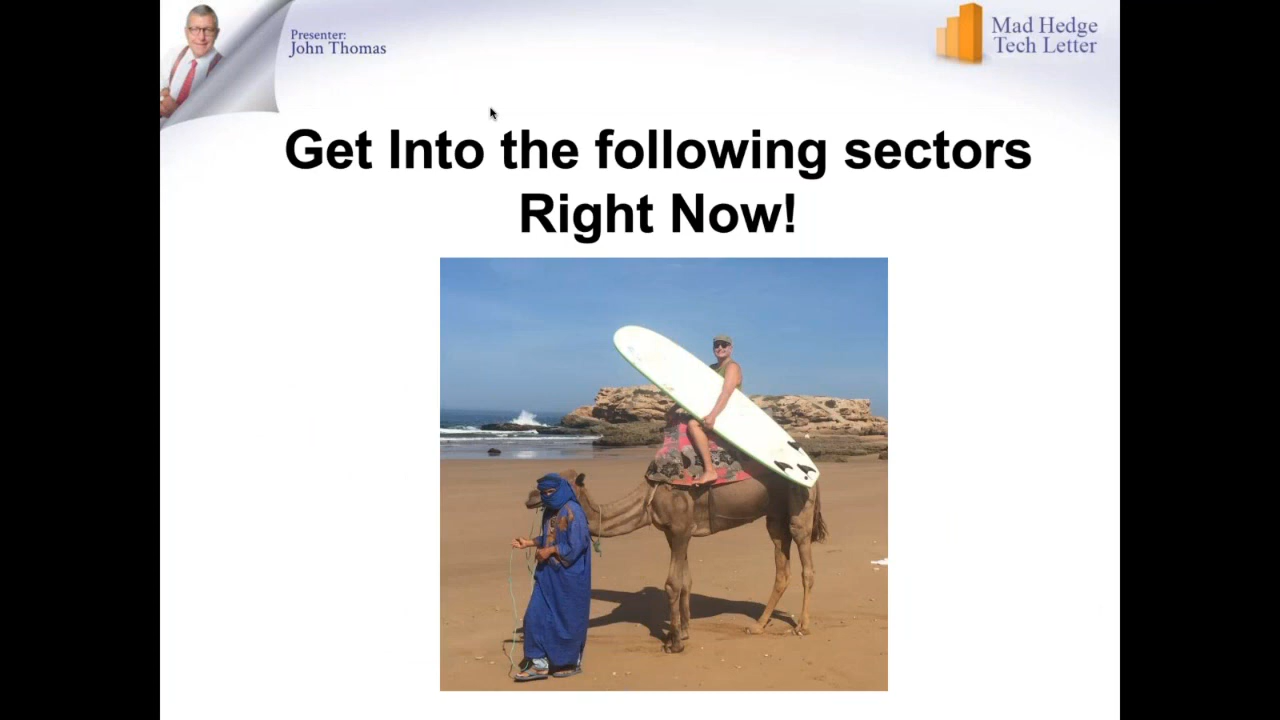 Presenter:
John Thomas
Mad Hedge
Tech Letter
Get Into the following sectors
Right Now!